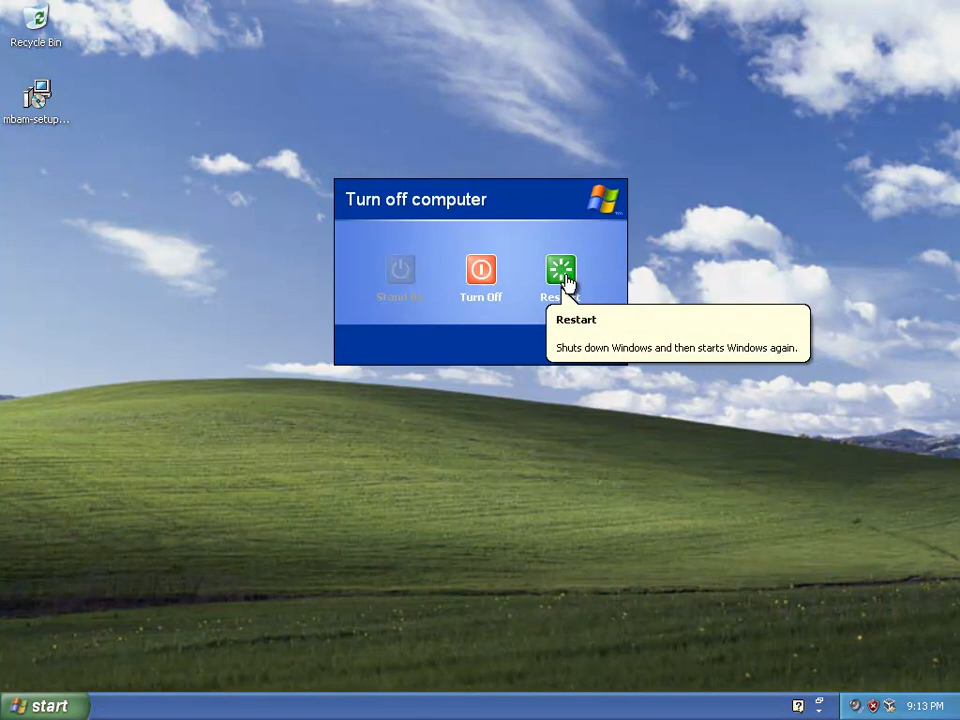 Recycle Bin
mbam-setup...
Turn off computer
Turn Off
Restart
Shuts down Windows and then starts Windows again.
start
9:13 PM